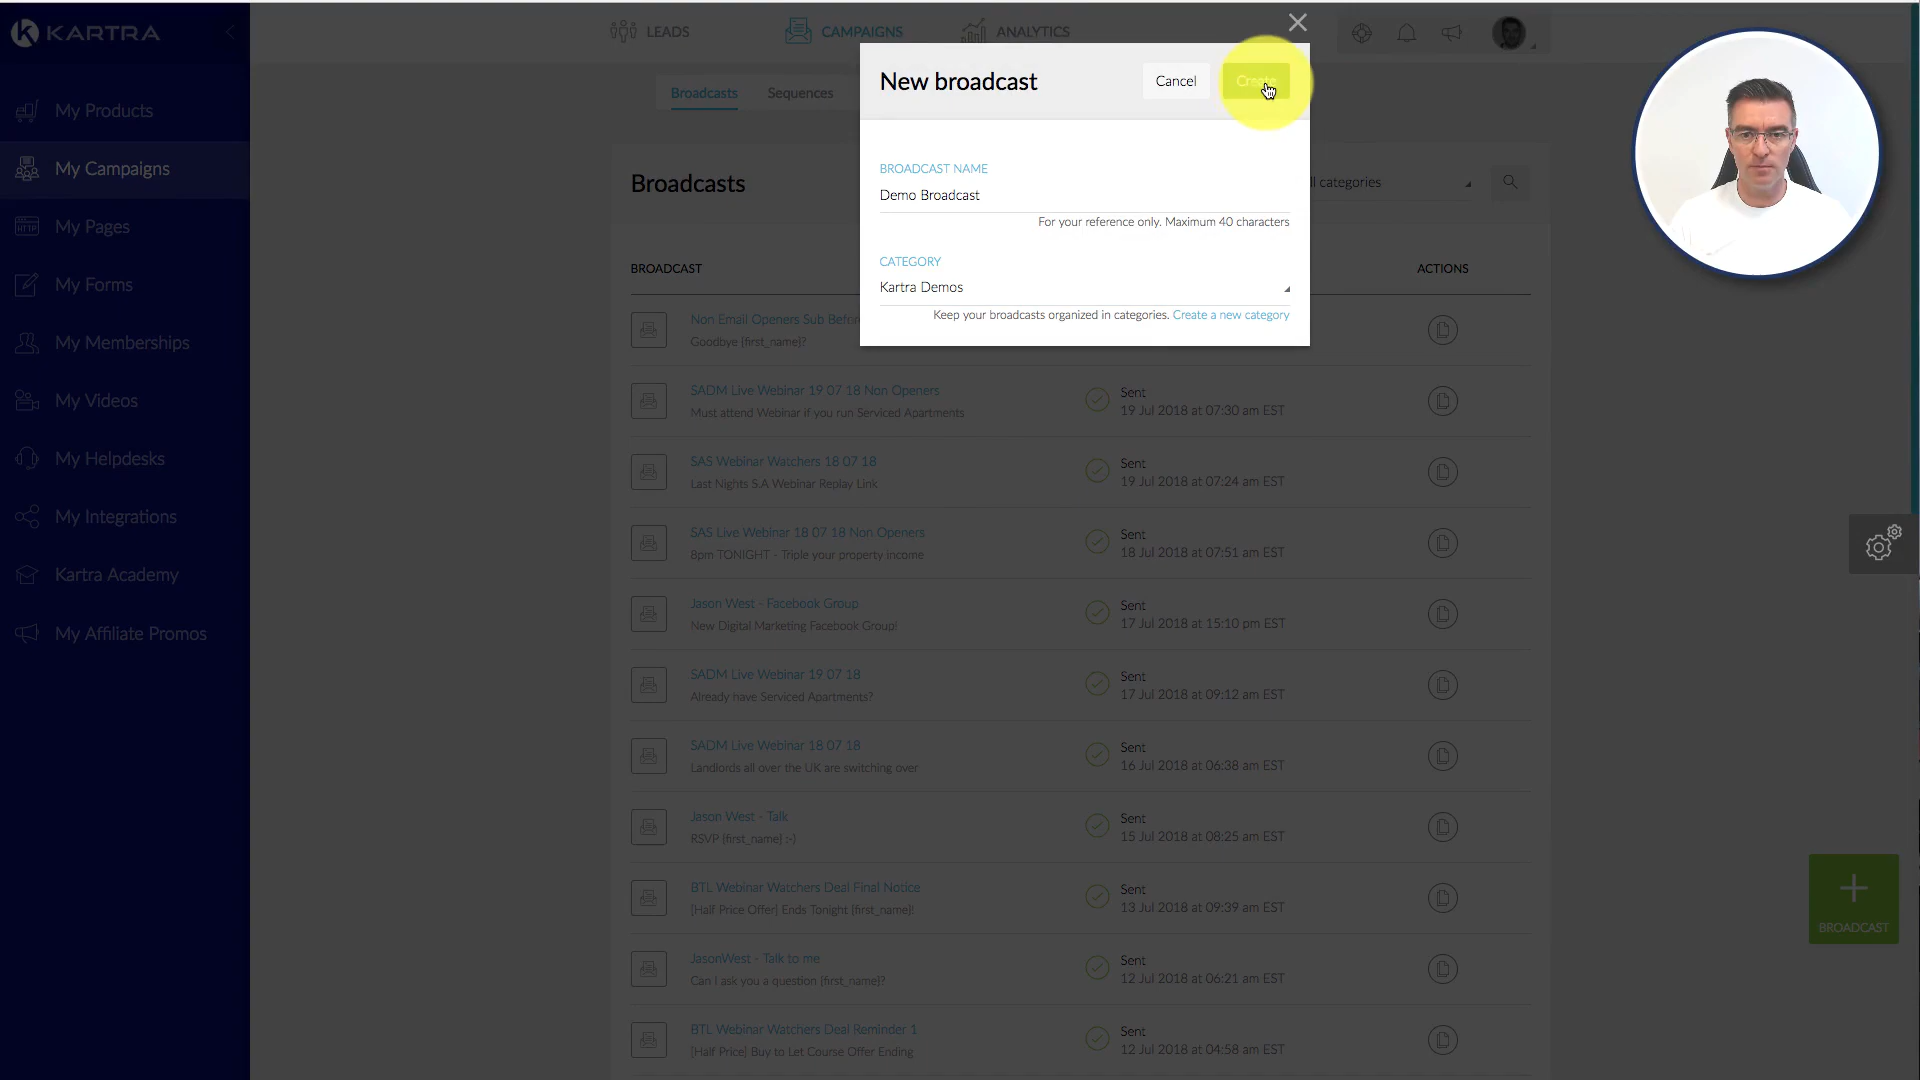 KARTRA
LEADS
CAMPAIGNS
ANALYTICS
My Products
My Campaigns
My Pages
My Forms
My Memberships
My Videos
My Helpdesks
My Integrations
Kartra Academy
My Affiliate Promos
Broadcasts
Sequences
New broadcast
Cancel
Create
BROADCAST NAME
Demo Broadcast
For your reference only. Maximum 40 characters
CATEGORY
Kartra Demos
Keep your broadcasts organized in categories. Create a new category
Broadcasts
ll categories
BROADCAST
ACTIONS
Non Email Openers Sub Befor
Goodbye {first_name}?
SADM Live Webinar 19 07 18 Non Openers
Must attend Webinar if you run Serviced Apartments
Sent
19 Jul 2018 at 07:30 am EST
SAS Webinar Watchers 18 07 18
Last Nights S.A Webinar Replay Link
Sent
19 Jul 2018 at 07:24 am EST
SAS Live Webinar 18 07 18 Non Openers
8pm TONIGHT - Triple your property income
Sent
18 Jul 2018 at 07:51 am EST
Jason West - Facebook Group
New Digital Marketing Facebook Group!
Sent
17 Jul 2018 at 15:10 pm EST
SADM Live Webinar 19 07 18
Already have Serviced Apartments?
Sent
17 Jul 2018 at 09:12 am EST
SADM Live Webinar 18 07 18
Landlords all over the UK are switching over
Sent
16 Jul 2018 at 06:38 am EST
Jason West - Talk
RSVP {first_name} :-)
Sent
15 Jul 2018 at 08:25 am EST
BTL Webinar Watchers Deal Final Notice
[Half Price Offer] Ends Tonight {first_name}!
Sent
13 Jul 2018 at 09:39 am EST
JasonWest - Talk to me
Can I ask you a question {first_name}?
Sent
12 Jul 2018 at 06:21 am EST
BTL Webinar Watchers Deal Reminder 1
[Half Price] Buy to Let Course Offer Ending
Sent
12 Jul 2018 at 04:58 am EST
BROADCAST